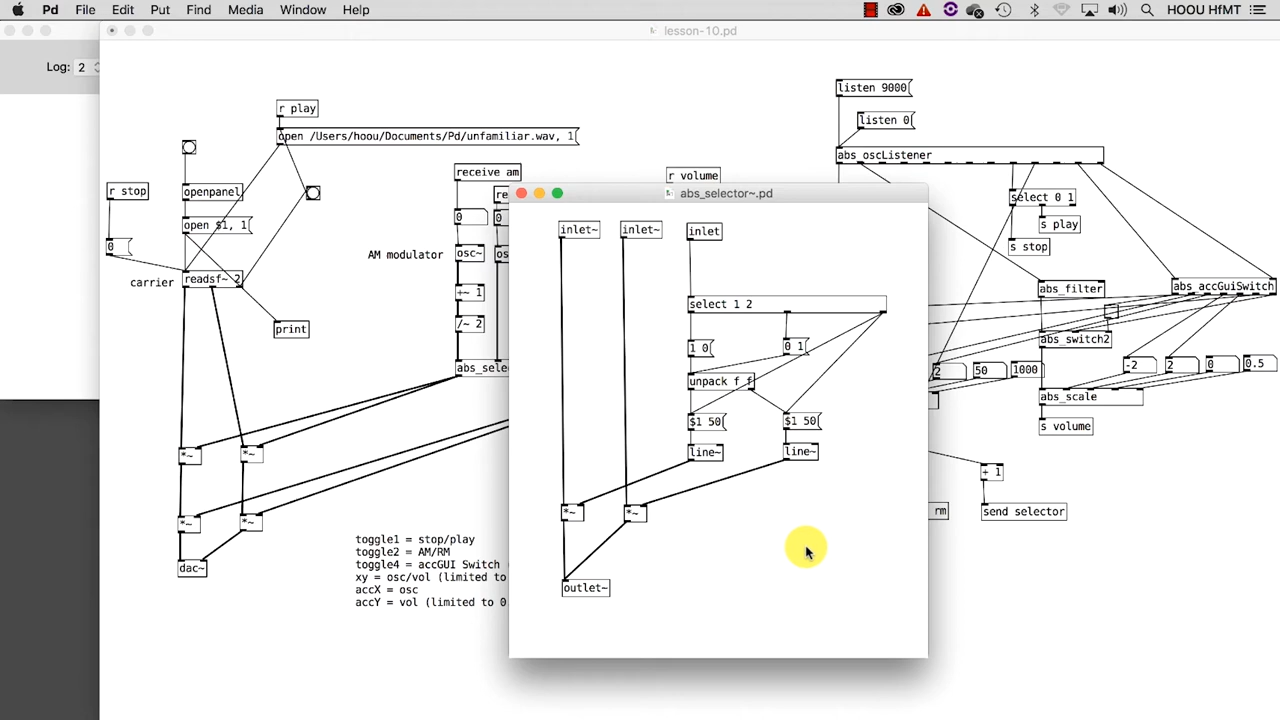 Pd File Edit Put Find Media Window Help HOOU HfMT
lesson-10.pd
Log: 2
r play
open /Users/hoou/Documents/Pd/unfamiliar.wav, 1
r stop
openpanel
open $1, 1
0
carrier
readsf~ 2
print
*~
*~
*~
*~
dac~
receive am
0
0
AM modulator
osc~
+~ 1
/~ 2
toggle1 = stop/play
toggle2 = AM/RM
toggle4 = accGUI Switch
xy = osc/vol (limited to
accX = osc
accY = vol (limited to 0
r volume
abs_selector~.pd
inlet~
inlet~
inlet
select 1 2
1 0
0 1
unpack f f
$1 50
$1 50
line~
line~
*~
*~
outlet~
listen 9000
listen 0
abs_oscListener
select 0 1
s play
s stop
abs_filter
abs_accGuiSwitch
abs_switch2
2
50
1000
-2
2
0
0.5
abs_scale
s volume
+ 1
rm
send selector